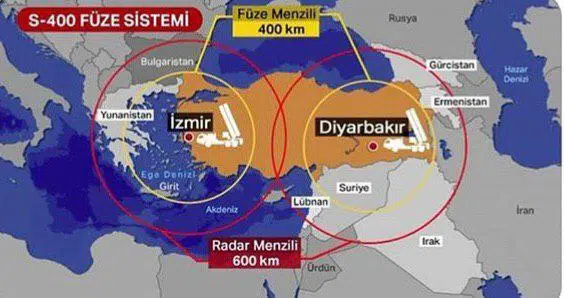 S-400 FÜZE SİSTEMİ
Füze Menzili
400 km
Rusya
Bulgaristan
Gürcistan
Hazar
Denizi
Ermenistan
Yunanistan
İzmir
Diyarbakır
Ege Denizi
Girit
Suriye
Akdeniz
Lübnan
İran
Radar Menzili
600 km
Irak
Ürdün